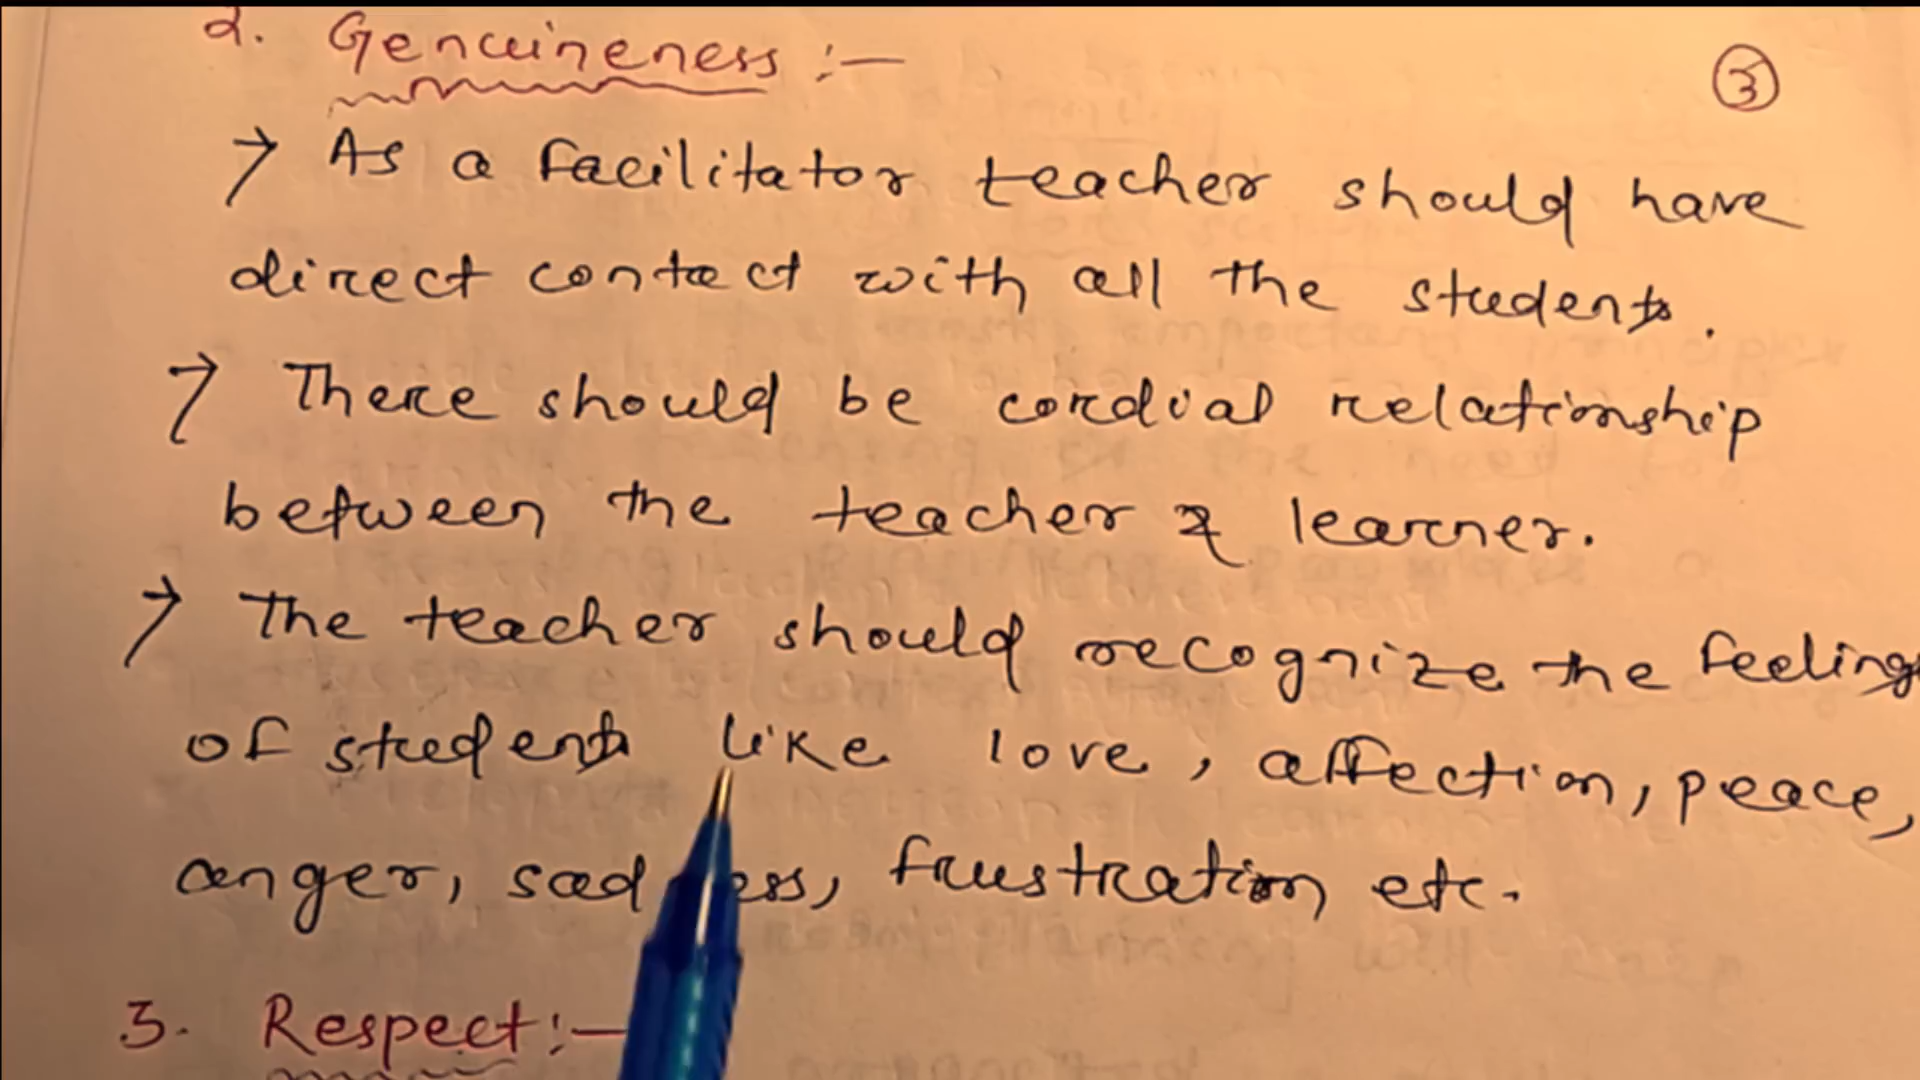 2. Genuineness :-
3
→ As a facilitator teacher should have
direct contact with all the students.
→ There should be cordial relationship
between the teacher & learner.
→ The teacher should recognize the feelings
of students like love, affection, peace,
anger, sadness, frustration etc.
3. Respect :-